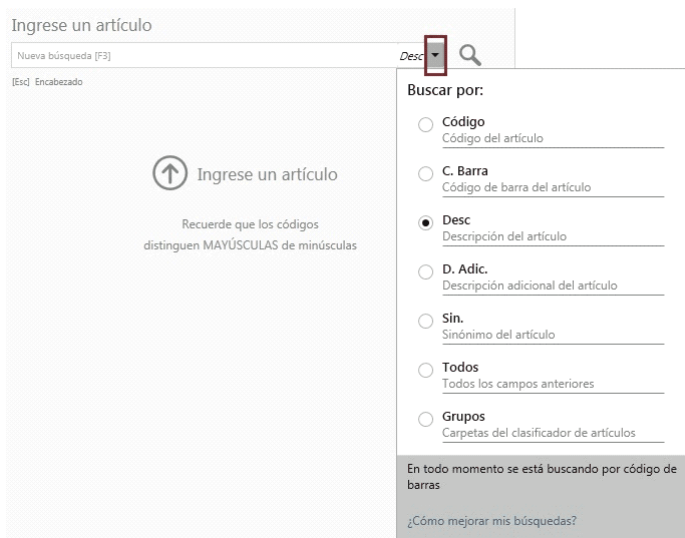 Ingrese un artículo
Nueva búsqueda [F3]
Desc
[Esc] Encabezado
Ingrese un artículo
Recuerde que los códigos
distinguen MAYÚSCULAS de minúsculas
Buscar por:
Código
Código del artículo
C. Barra
Código de barra del artículo
Desc
Descripción del artículo
D. Adic.
Descripción adicional del artículo
Sin.
Sinónimo del artículo
Todos
Todos los campos anteriores
Grupos
Carpetas del clasificador de artículos
En todo momento se está buscando por código de
barras
¿Cómo mejorar mis búsquedas?